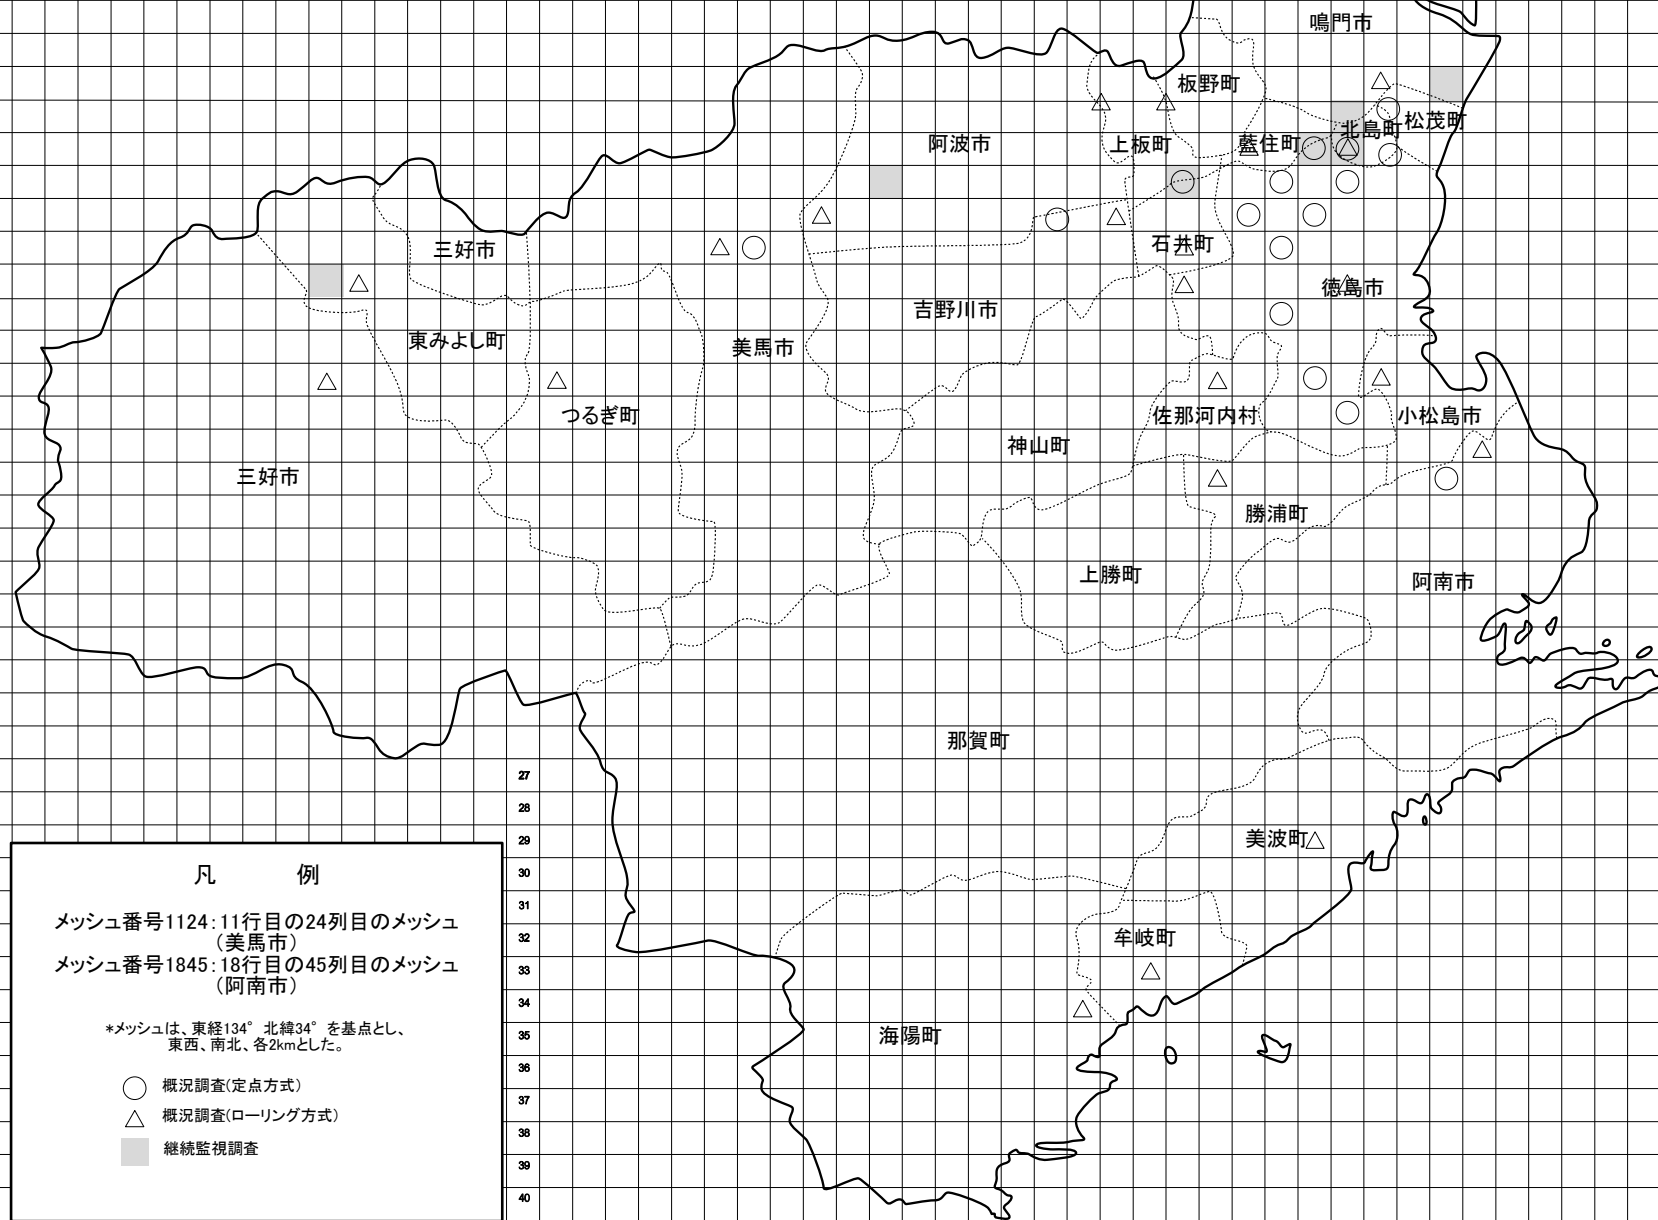 鳴門市
板野町
松茂町
北島町
藍住町
上板町
阿波市
石井町
三好市
徳島市
吉野川市
東みよし町
美馬市
つるぎ町
佐那河内村
小松島市
神山町
三好市
勝浦町
上勝町
阿南市
那賀町
美波町
牟岐町
海陽町
27
28
29
30
31
32
33
34
35
36
37
38
39
40
凡 例
メッシュ番号1124:11行目の24列目のメッシュ
(美馬市)
メッシュ番号1845:18行目の45列目のメッシュ
(阿南市)
*メッシュは、東経134° 北緯34° を基点とし、
東西、南北、各2kmとした。
概況調査(定点方式)
概況調査(ローリング方式)
継続監視調査